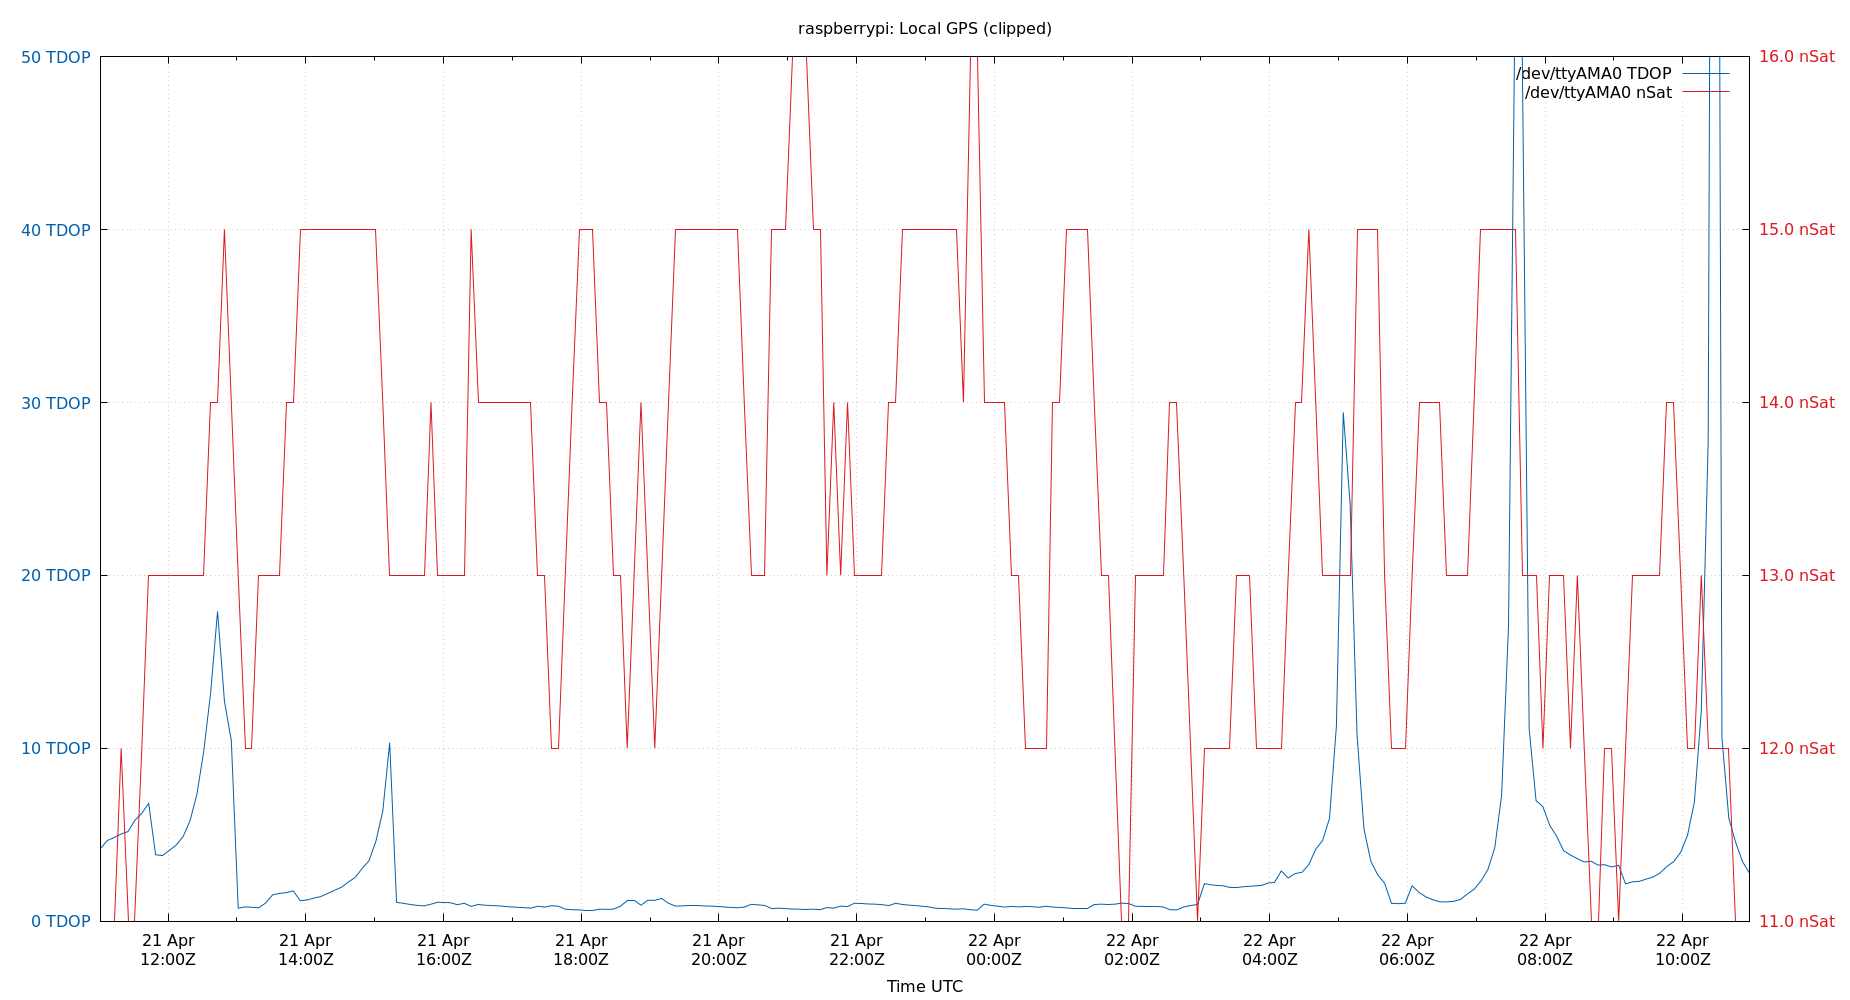 raspberrypi: Local GPS (clipped)
50 TDOP
40 TDOP
30 TDOP
20 TDOP
10 TDOP
0 TDOP
16.0 nSat
15.0 nSat
14.0 nSat
13.0 nSat
12.0 nSat
11.0 nSat
/dev/ttyAMA0 TDOP
/dev/ttyAMA0 nSat
21 Apr
12:00Z
21 Apr
14:00Z
21 Apr
16:00Z
21 Apr
18:00Z
21 Apr
20:00Z
21 Apr
22:00Z
22 Apr
00:00Z
22 Apr
02:00Z
22 Apr
04:00Z
22 Apr
06:00Z
22 Apr
08:00Z
22 Apr
10:00Z
Time UTC